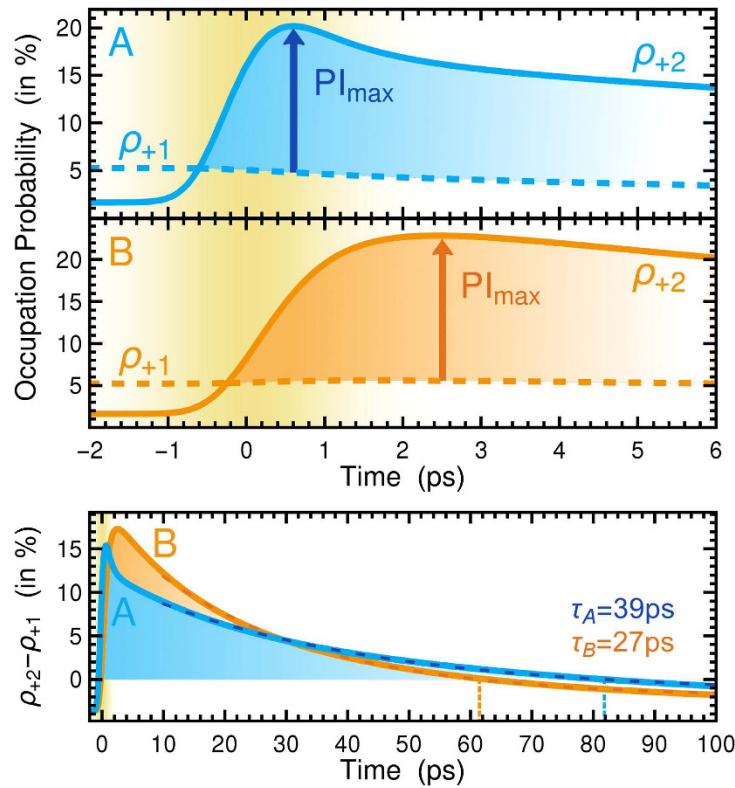 Occupation Probability (in %)
20
15
10
5
A
PImax
ρ+2
ρ+1
20
15
10
5
B
PImax
ρ+2
ρ+1
−2 −1 0 1 2 3 4 5 6
Time (ps)
ρ+2−ρ+1 (in %)
15
10
5
0
B
A
τA=39ps
τB=27ps
0 10 20 30 40 50 60 70 80 90 100
Time (ps)